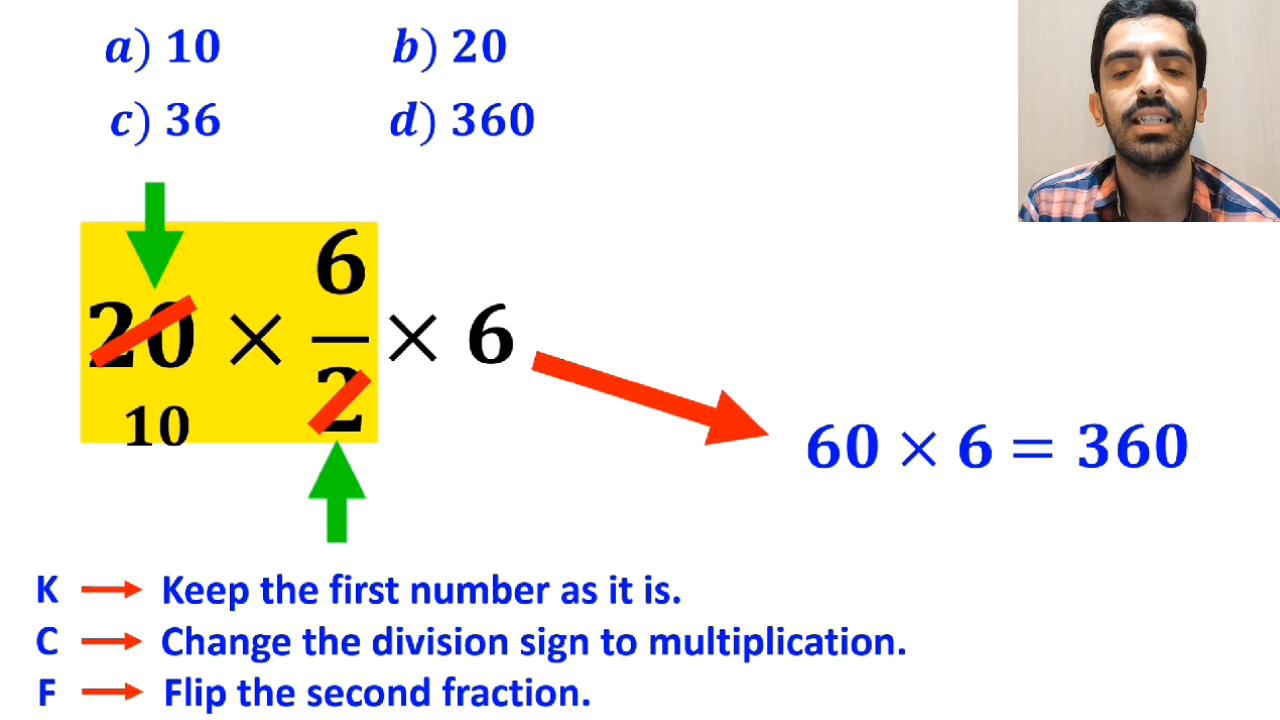 a) 10 b) 20
c) 36 d) 360
20 × 6/2 × 6
10
60 × 6 = 360
K → Keep the first number as it is.
C → Change the division sign to multiplication.
F → Flip the second fraction.